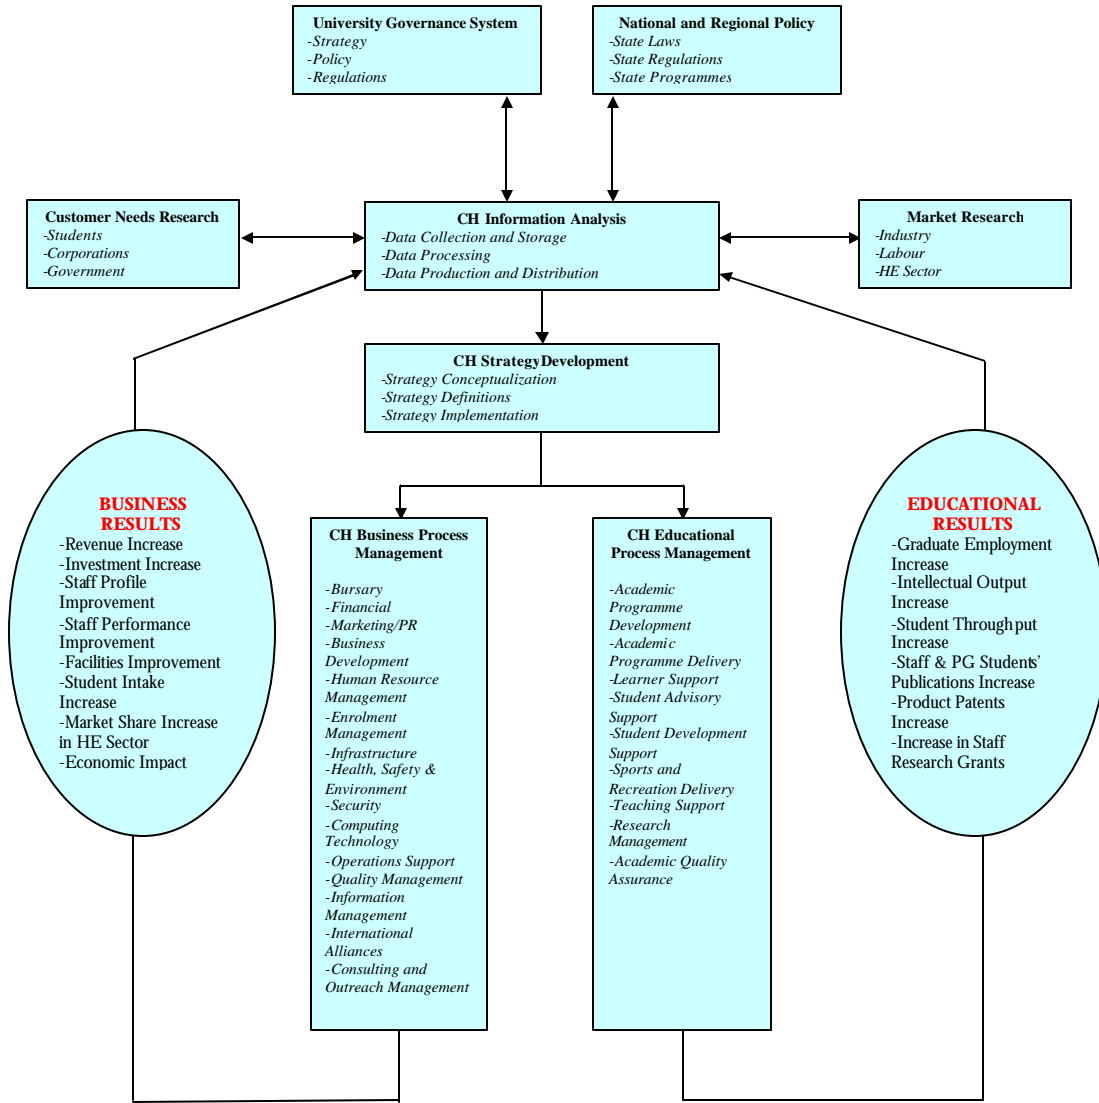 University Governance System
-Strategy
-Policy
-Regulations
National and Regional Policy
-State Laws
-State Regulations
-State Programmes
Customer Needs Research
-Students
-Corporations
-Government
CH Information Analysis
-Data Collection and Storage
-Data Processing
-Data Production and Distribution
Market Research
-Industry
-Labour
-HE Sector
CH Strategy Development
-Strategy Conceptualization
-Strategy Definitions
-Strategy Implementation
BUSINESS
RESULTS
-Revenue Increase
-Investment Increase
-Staff Profile
Improvement
-Staff Performance
Improvement
-Facilities Improvement
-Student Intake
Increase
-Market Share Increase
in HE Sector
-Economic Impact
CH Business Process
Management
-Bursary
-Financial
-Marketing/PR
-Business
Development
-Human Resource
Management
-Enrolment
Management
-Infrastructure
-Health, Safety &
Environment
-Security
-Computing
Technology
-Operations Support
-Quality Management
-Information
Management
-International
Alliances
-Consulting and
Outreach Management
CH Educational
Process Management
-Academic
Programme
Development
-Academic
Programme Delivery
-Learner Support
-Student Advisory
Support
-Student Development
Support
-Sports and
Recreation Delivery
-Teaching Support
-Research
Management
-Academic Quality
Assurance
EDUCATIONAL
RESULTS
-Graduate Employment
Increase
-Intellectual Output
Increase
-Student Throughput
Increase
-Staff & PG Students'
Publications Increase
-Product Patents
Increase
-Increase in Staff
Research Grants